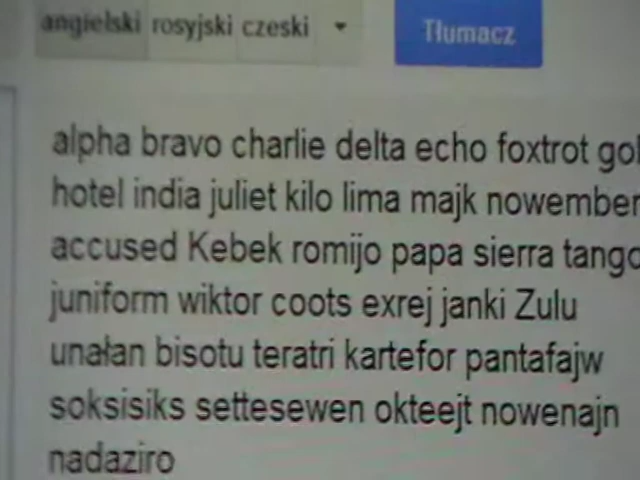 angielski rosyjski czeski Tłumacz
alpha bravo charlie delta echo foxtrot gol
hotel india juliet kilo lima majk nowember
accused Kebek romijo papa sierra tango
juniform wiktor coots exrej janki Zulu
unałan bisotu teratri kartefor pantafajw
soksisiks settesewen okteejt nowenajn
nadaziro